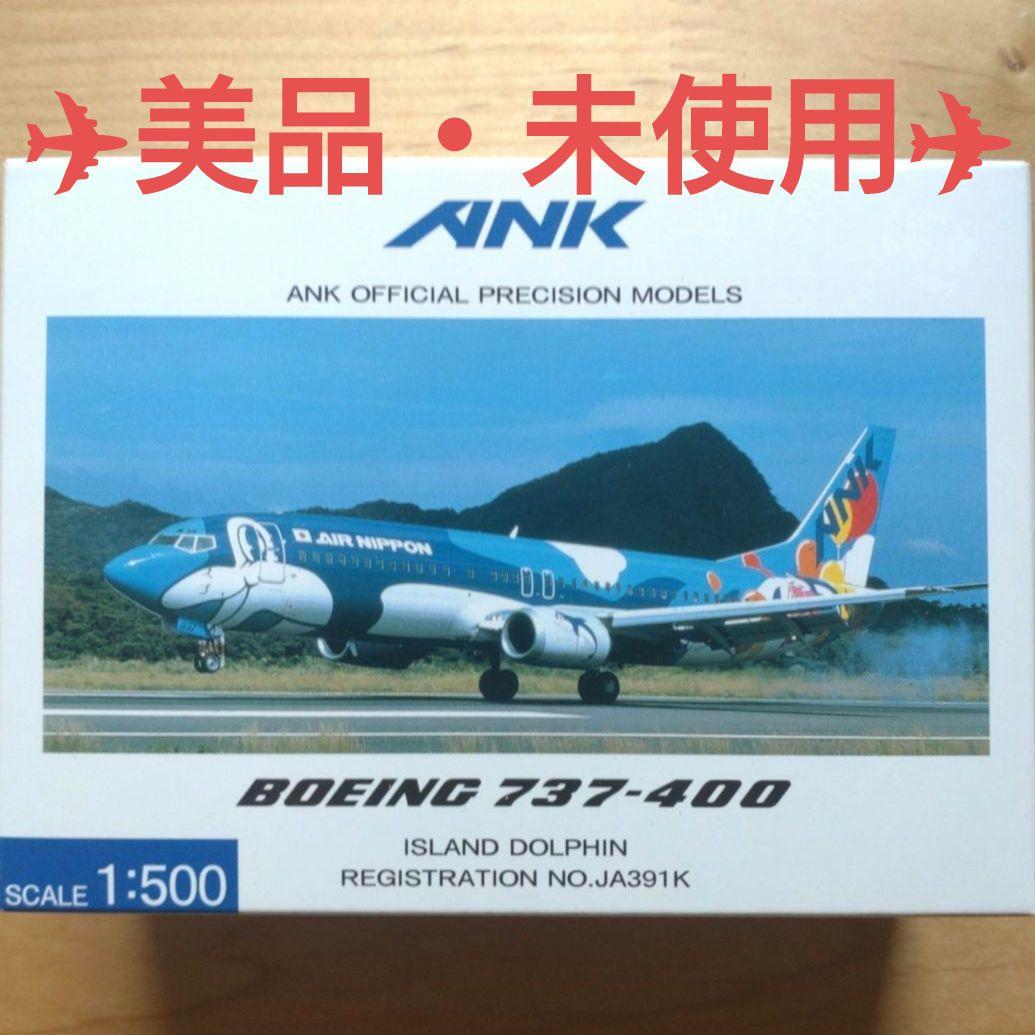 ✈美品・未使用✈
ANK
ANK OFFICIAL PRECISION MODELS
AIR NIPPON
ANK
BOEING 737-400
ISLAND DOLPHIN
REGISTRATION NO.JA391K
SCALE 1:500